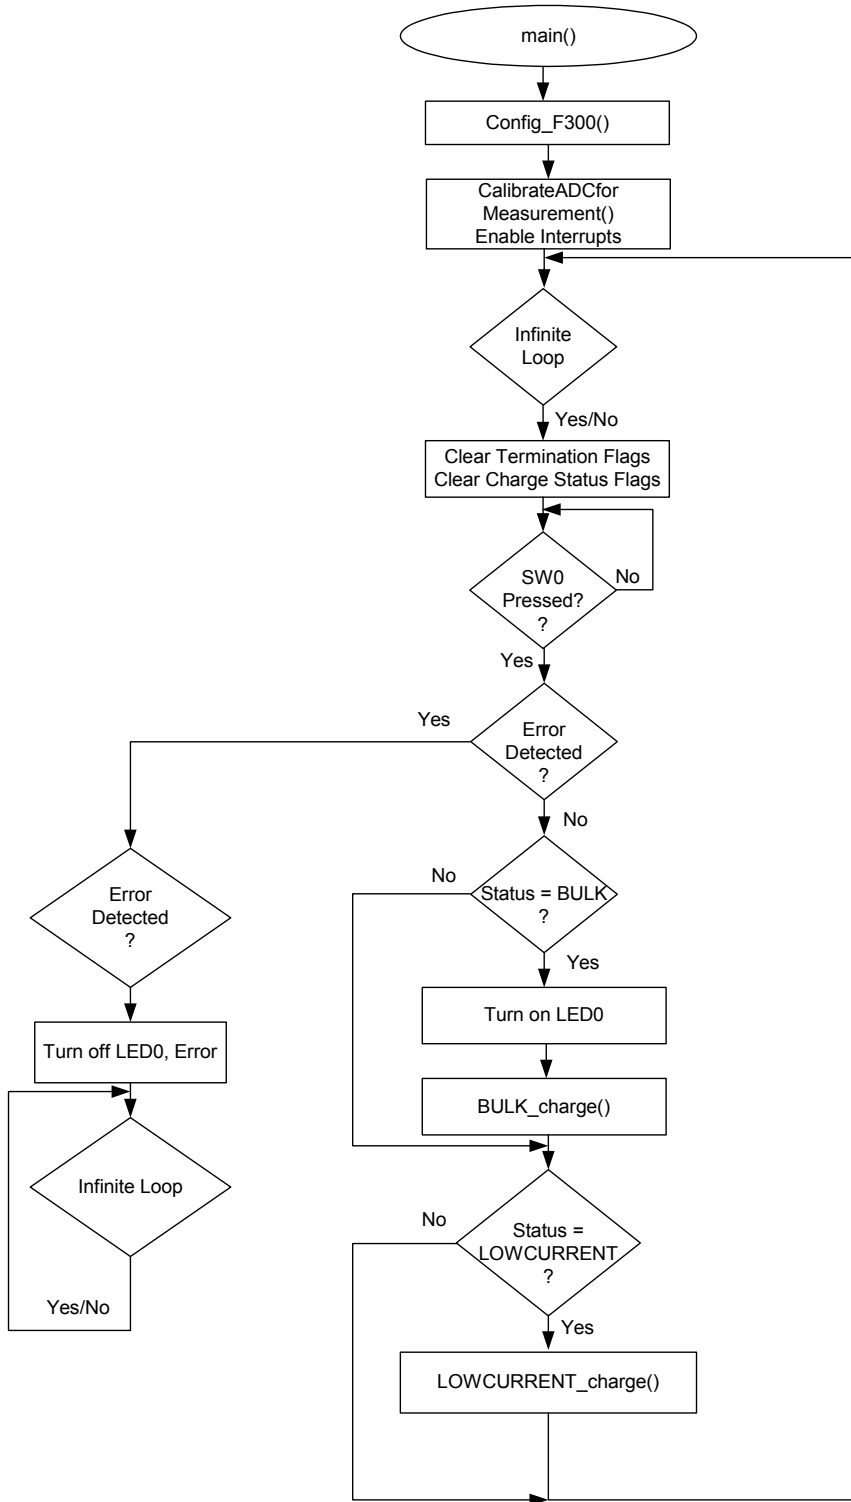 main()
Config_F300()
CalibrateADCfor
Measurement()
Enable Interrupts
Infinite
Loop
Yes/No
Clear Termination Flags
Clear Charge Status Flags
SW0
Pressed?
?
No
Yes
Error
Detected
?
Yes
No
Error
Detected
?
Status = BULK
?
No
Yes
Turn on LED0
Turn off LED0, Error
BULK_charge()
Infinite Loop
Yes/No
Status =
LOWCURRENT
?
No
Yes
LOWCURRENT_charge()